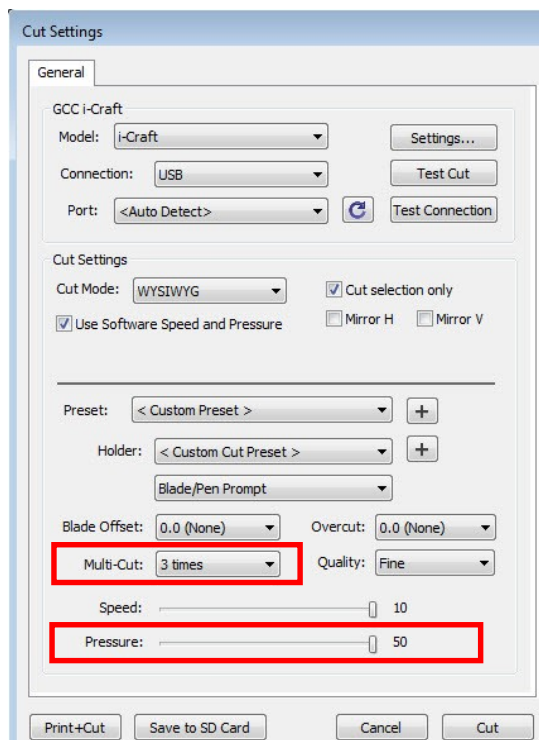 Cut Settings
General
GCC i-Craft
Model: i-Craft Settings...
Connection: USB Test Cut
Port: <Auto Detect> Test Connection
Cut Settings
Cut Mode: WYSIWYG Cut selection only
Use Software Speed and Pressure Mirror H Mirror V
Preset: < Custom Preset > +
Holder: < Custom Cut Preset > +
Blade/Pen Prompt
Blade Offset: 0.0 (None) Overcut: 0.0 (None)
Multi-Cut: 3 times Quality: Fine
Speed: 10
Pressure: 50
Print+Cut Save to SD Card Cancel Cut